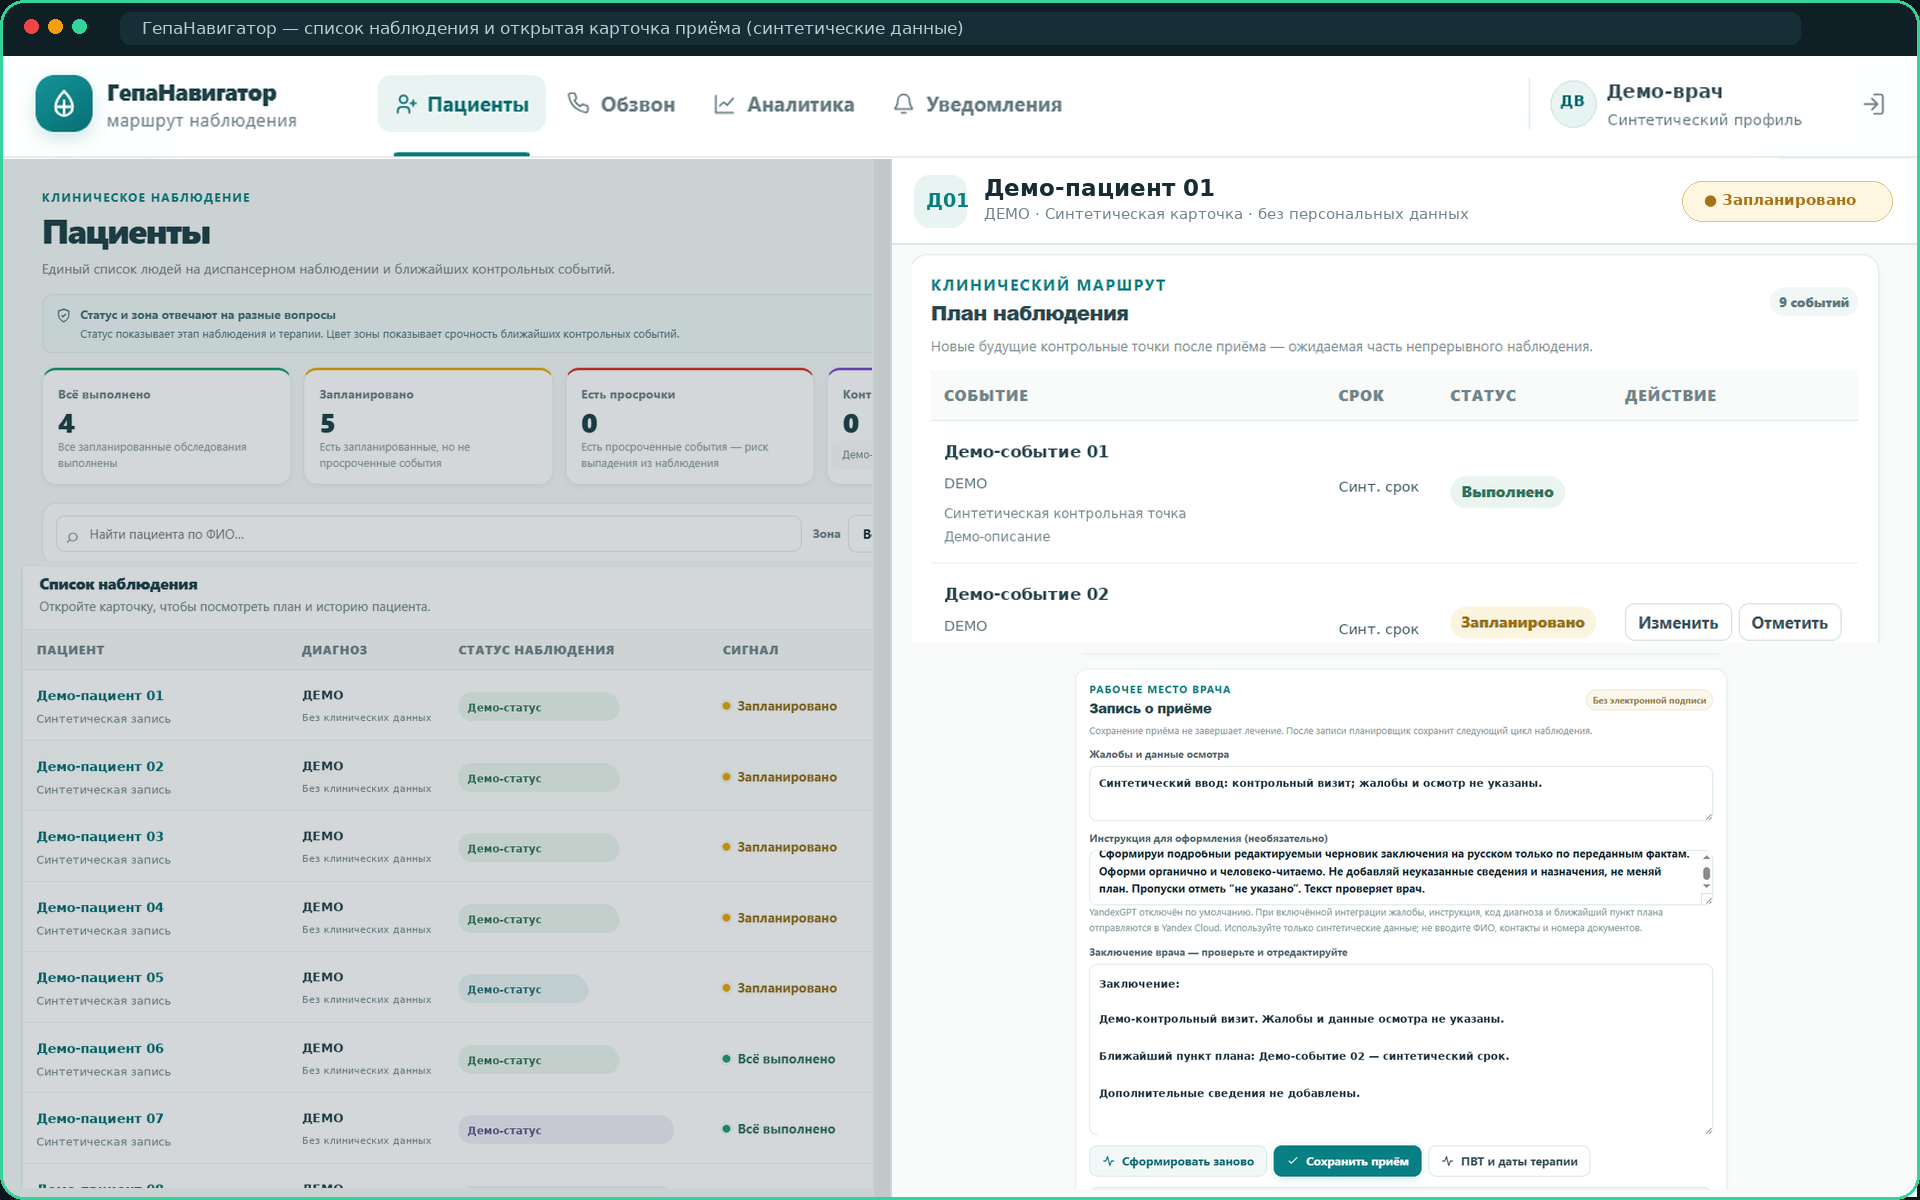 ГепаНавигатор — список наблюдения и открытая карточка приёма (синтетические данные)
ГепаНавигатор
маршрут наблюдения
Пациенты
Обзвон
Аналитика
Уведомления
ДВ
Демо-врач
Синтетический профиль
КЛИНИЧЕСКОЕ НАБЛЮДЕНИЕ
Пациенты
Единый список людей на диспансерном наблюдении и ближайших контрольных событий.
Статус и зона отвечают на разные вопросы
Статус показывает этап наблюдения и терапии. Цвет зоны показывает срочность ближайших контрольных событий.
Всё выполнено
4
Все запланированные обследования
выполнены
Запланировано
5
Есть запланированные, но не
просроченные события
Есть просрочки
0
Есть просроченные события — риск
выпадения из наблюдения
Конт
0
Демо-
Найти пациента по ФИО...
Зона
В
Список наблюдения
Откройте карточку, чтобы посмотреть план и историю пациента.
ПАЦИЕНТ ДИАГНОЗ СТАТУС НАБЛЮДЕНИЯ СИГНАЛ
Демо-пациент 01 ДЕМО Демо-статус Запланировано
Синтетическая запись Без клинических данных
Демо-пациент 02 ДЕМО Демо-статус Запланировано
Синтетическая запись Без клинических данных
Демо-пациент 03 ДЕМО Демо-статус Запланировано
Синтетическая запись Без клинических данных
Демо-пациент 04 ДЕМО Демо-статус Запланировано
Синтетическая запись Без клинических данных
Демо-пациент 05 ДЕМО Демо-статус Запланировано
Синтетическая запись Без клинических данных
Демо-пациент 06 ДЕМО Демо-статус Всё выполнено
Синтетическая запись Без клинических данных
Демо-пациент 07 ДЕМО Демо-статус Всё выполнено
Синтетическая запись Без клинических данных
Д01
Демо-пациент 01
ДЕМО · Синтетическая карточка · без персональных данных
Запланировано
КЛИНИЧЕСКИЙ МАРШРУТ
План наблюдения
9 событий
Новые будущие контрольные точки после приёма — ожидаемая часть непрерывного наблюдения.
СОБЫТИЕ СРОК СТАТУС ДЕЙСТВИЕ
Демо-событие 01
DEMO
Синтетическая контрольная точка
Демо-описание
Синт. срок
Выполнено
Демо-событие 02
DEMO
Синт. срок
Запланировано
Изменить
Отметить
РАБОЧЕЕ МЕСТО ВРАЧА
Запись о приёме
Без электронной подписи
Сохранение приёма не завершает лечение. После записи планировщик сохранит следующий цикл наблюдения.
Жалобы и данные осмотра
Синтетический ввод: контрольный визит; жалобы и осмотр не указаны.
Инструкция для оформления (необязательно)
Сформируй подробный редактируемый черновик заключения на русском только по переданным фактам.
Оформи органично и человеко-читаемо. Не добавляй неуказанные сведения и назначения, не меняй
план. Пропуски отметь "не указано". Текст проверяет врач.
YandexGPT отключён по умолчанию. При включённой интеграции жалобы, инструкция, код диагноза и ближайший пункт плана
отправляются в Yandex Cloud. Используйте только синтетические данные; не вводите ФИО, контакты и номера документов.
Заключение врача — проверьте и отредактируйте
Заключение:
Демо-контрольный визит. Жалобы и данные осмотра не указаны.
Ближайший пункт плана: Демо-событие 02 — синтетический срок.
Дополнительные сведения не добавлены.
Сформировать заново
Сохранить приём
ПВТ и даты терапии